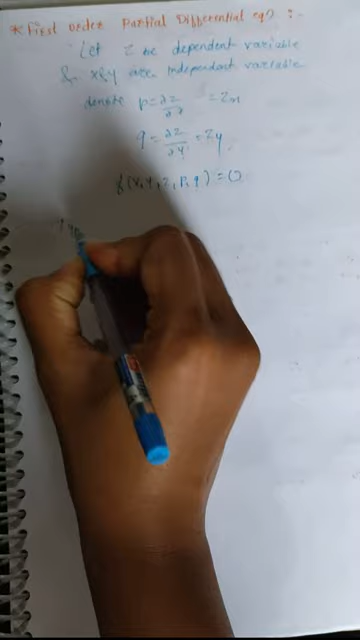 * First order Partial Differential eqn :-
Let Z be dependent variable
& x&y are independent variable
denote p = ∂z/∂x = Zx
q = ∂z/∂y = Zy
f(x, y, z, p, q) = 0